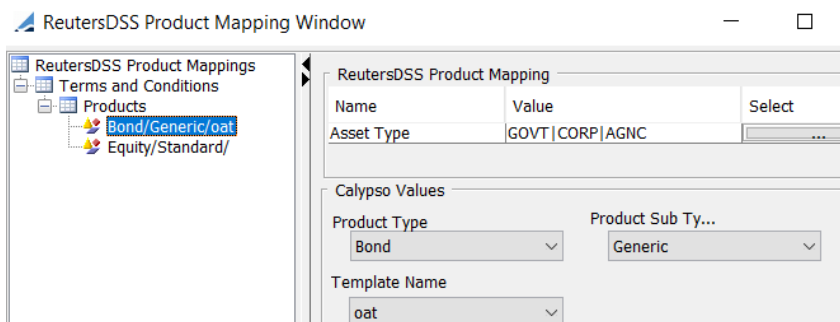 ReutersDSS Product Mapping Window
ReutersDSS Product Mappings
Terms and Conditions
Products
Bond/Generic/oat
Equity/Standard/
ReutersDSS Product Mapping
Name Value Select
Asset Type GOVT|CORP|AGNC ...
Calypso Values
Product Type Product Sub Ty...
Bond Generic
Template Name
oat